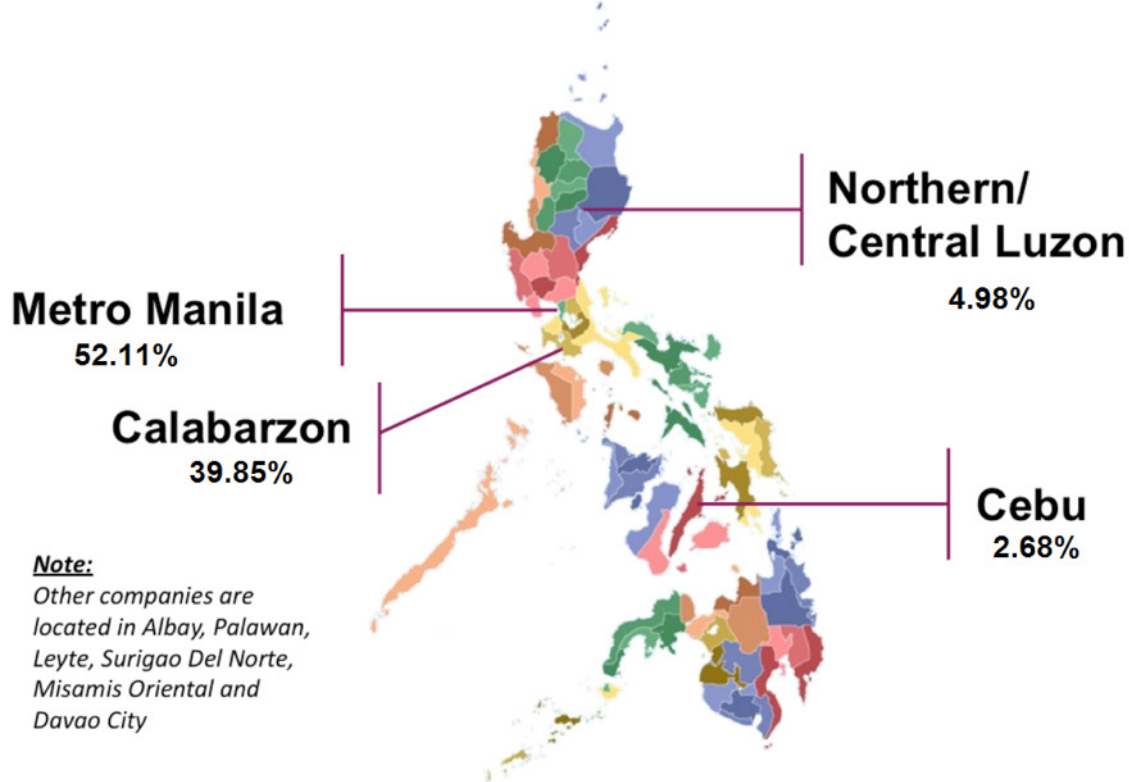 Northern/
Central Luzon
4.98%
Metro Manila
52.11%
Calabarzon
39.85%
Cebu
2.68%
Note:
Other companies are
located in Albay, Palawan,
Leyte, Surigao Del Norte,
Misamis Oriental and
Davao City